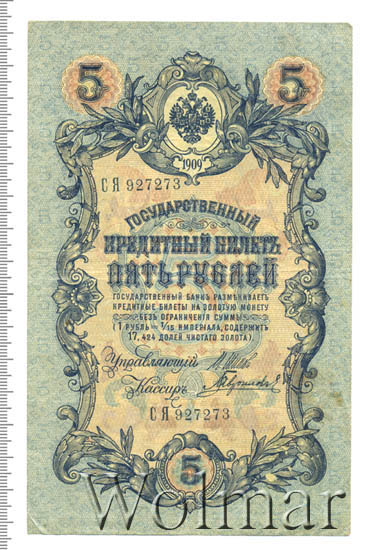 5 5
1909
СЯ 927273
ГОСУДАРСТВЕННЫЙ
КРЕДИТНЫЙ БИЛЕТЪ
ПЯТЬ РУБЛЕЙ
ГОСУДАРСТВЕННЫЙ БАНКЪ РАЗМѢНИВАЕТЪ
КРЕДИТНЫЕ БИЛЕТЫ НА ЗОЛОТУЮ МОНЕТУ
БЕЗЪ ОГРАНИЧЕНІЯ СУММЫ
(1 РУБЛЬ = 1/15 ИМПЕРІАЛА, СОДЕРЖИТЪ
17,424 ДОЛЕЙ ЧИСТАГО ЗОЛОТА)
Управляющій
Кассиръ
СЯ 927273
5
Wolmar